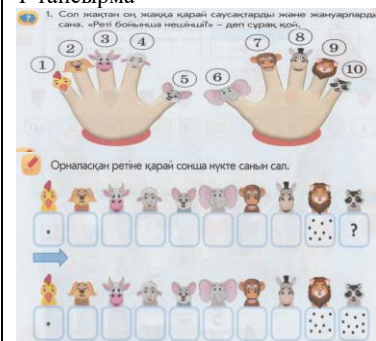 1 тапсырма
1. Сол жақтан оң жаққа қарай саусақтарды және жануарларды
сана. «Реті бойынша нешінші?» – деп сұрақ қой.
1 2 3 4 5 6 7 8 9 10
Орналасқан ретіне қарай сонша нүкте санын сал.
?